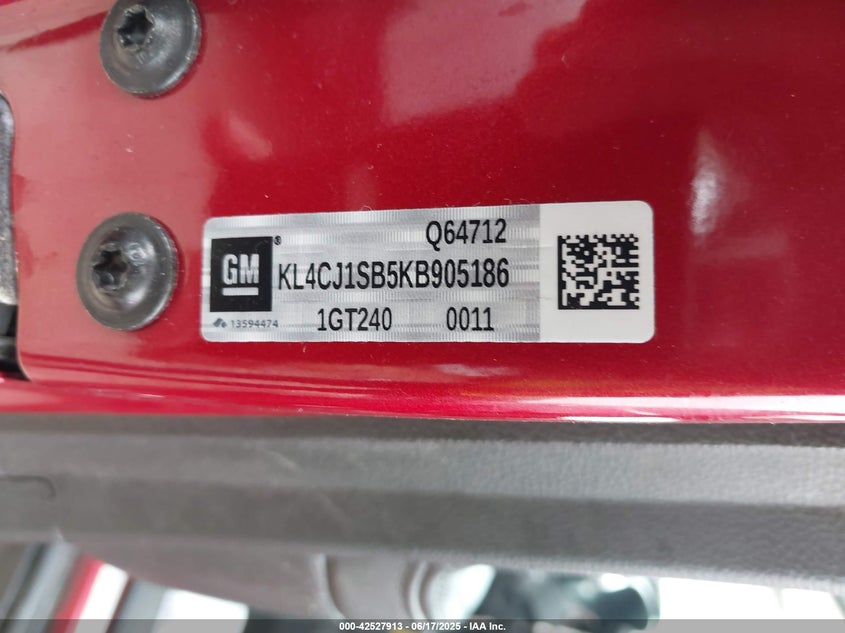 Q64712
GM ®
KL4CJ1SB5KB905186
13594474
1GT240 0011
000-42527913 - 06/17/2025 - IAA Inc.